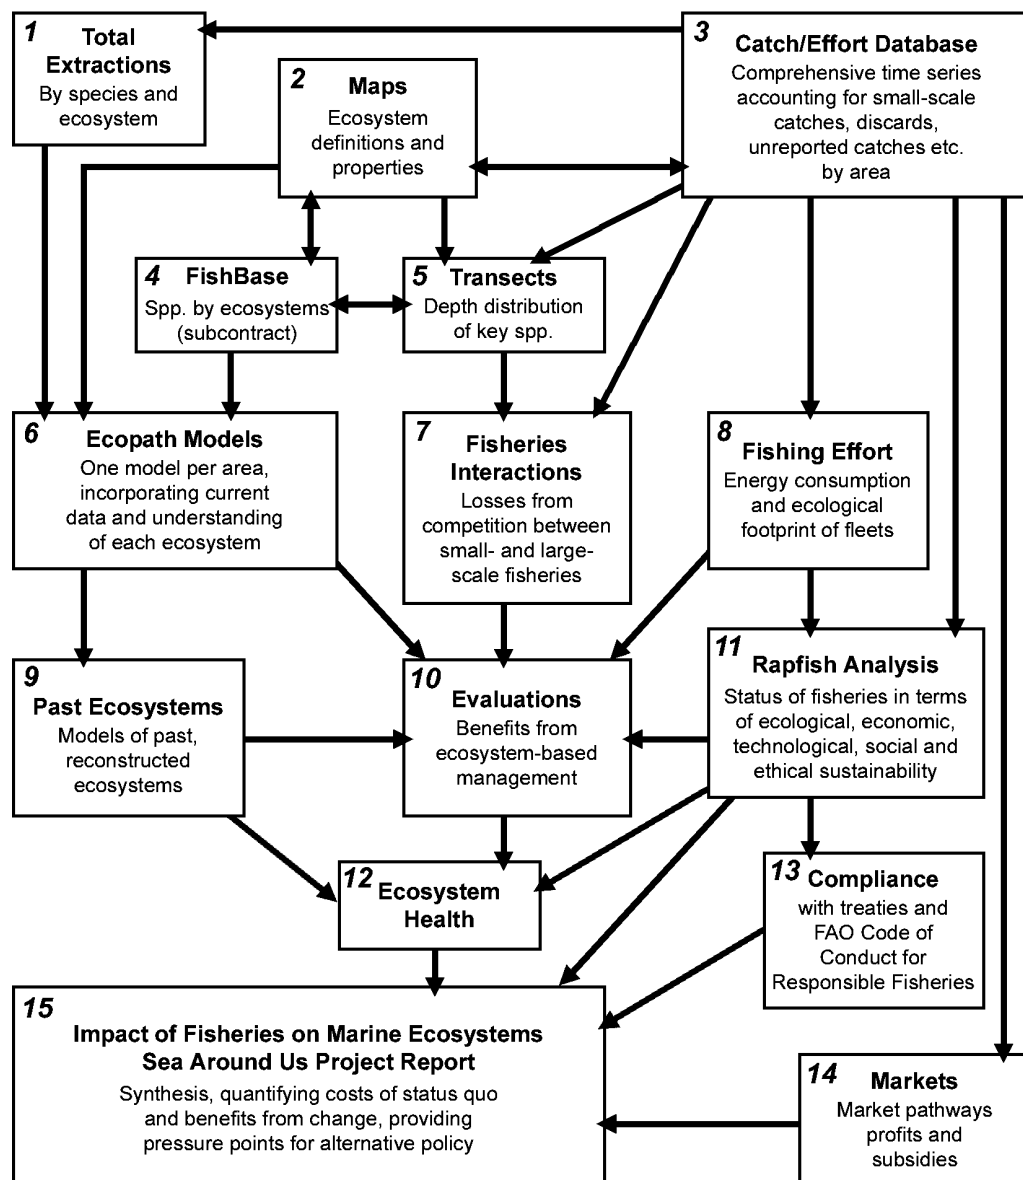 1
Total
Extractions
By species and
ecosystem
2
Maps
Ecosystem
definitions and
properties
3
Catch/Effort Database
Comprehensive time series
accounting for small-scale
catches, discards,
unreported catches etc.
by area
4
FishBase
Spp. by ecosystems
(subcontract)
5
Transects
Depth distribution
of key spp.
6
Ecopath Models
One model per area,
incorporating current
data and understanding
of each ecosystem
7
Fisheries
Interactions
Losses from
competition between
small- and large-
scale fisheries
8
Fishing Effort
Energy consumption
and ecological
footprint of fleets
9
Past Ecosystems
Models of past,
reconstructed
ecosystems
10
Evaluations
Benefits from
ecosystem-based
management
11
Rapfish Analysis
Status of fisheries in terms
of ecological, economic,
technological, social and
ethical sustainability
12
Ecosystem
Health
13
Compliance
with treaties and
FAO Code of
Conduct for
Responsible Fisheries
15
Impact of Fisheries on Marine Ecosystems
Sea Around Us Project Report
Synthesis, quantifying costs of status quo
and benefits from change, providing
pressure points for alternative policy
14
Markets
Market pathways
profits and
subsidies